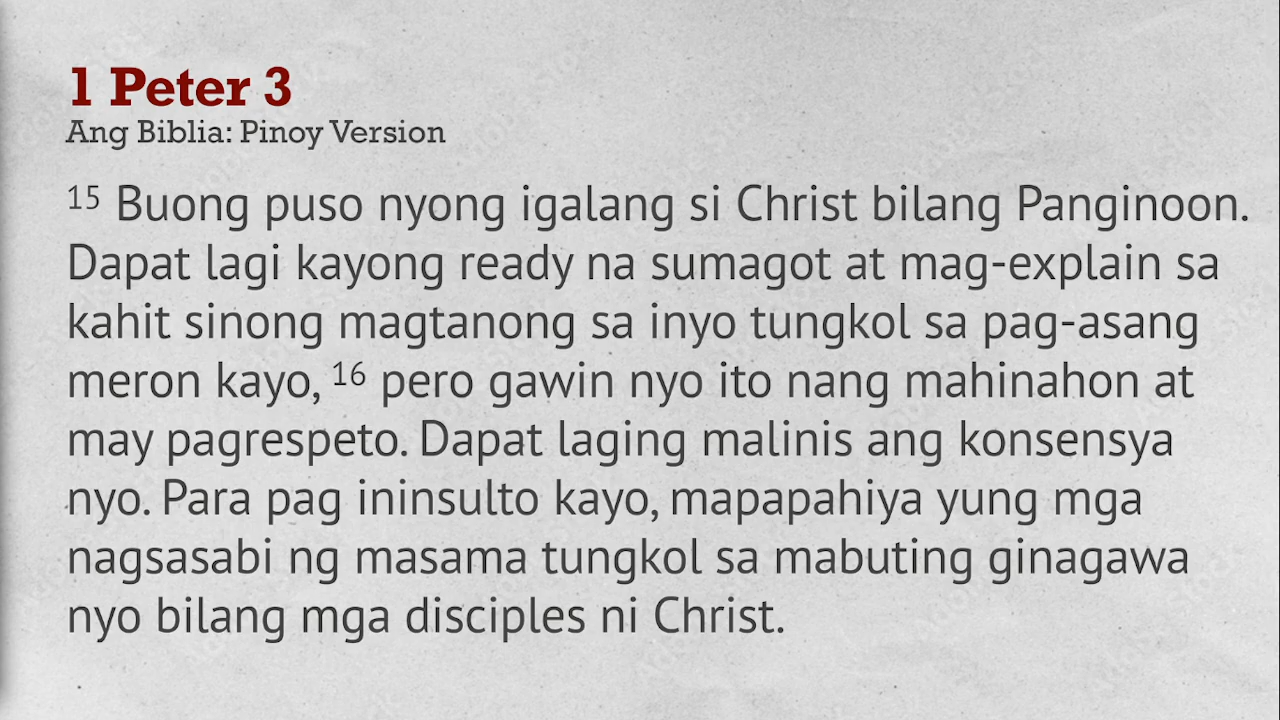 1 Peter 3
Ang Biblia: Pinoy Version
15 Buong puso nyong igalang si Christ bilang Panginoon.
Dapat lagi kayong ready na sumagot at mag-explain sa
kahit sinong magtanong sa inyo tungkol sa pag-asang
meron kayo, 16 pero gawin nyo ito nang mahinahon at
may pagrespeto. Dapat laging malinis ang konsensya
nyo. Para pag ininsulto kayo, mapapahiya yung mga
nagsasabi ng masama tungkol sa mabuting ginagawa
nyo bilang mga disciples ni Christ.